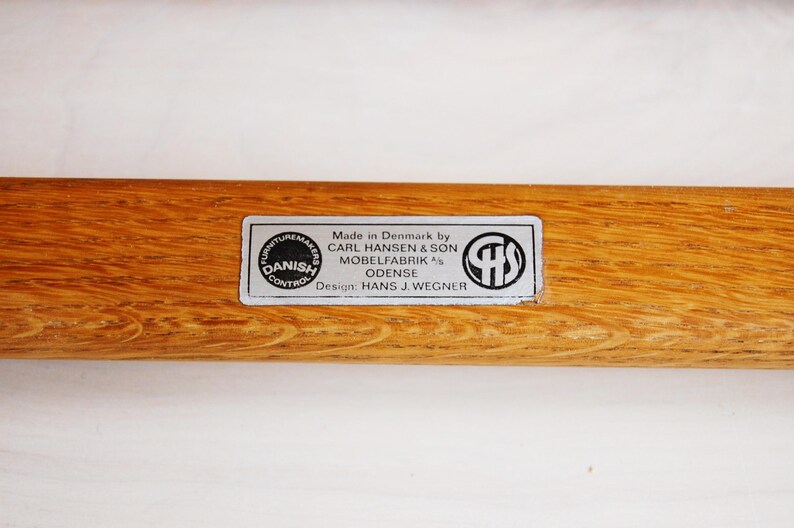 FURNITUREMAKERS
DANISH
CONTROL
Made in Denmark by
CARL HANSEN & SØN
MØBELFABRIK A/S
ODENSE
Design: HANS J. WEGNER
CHS